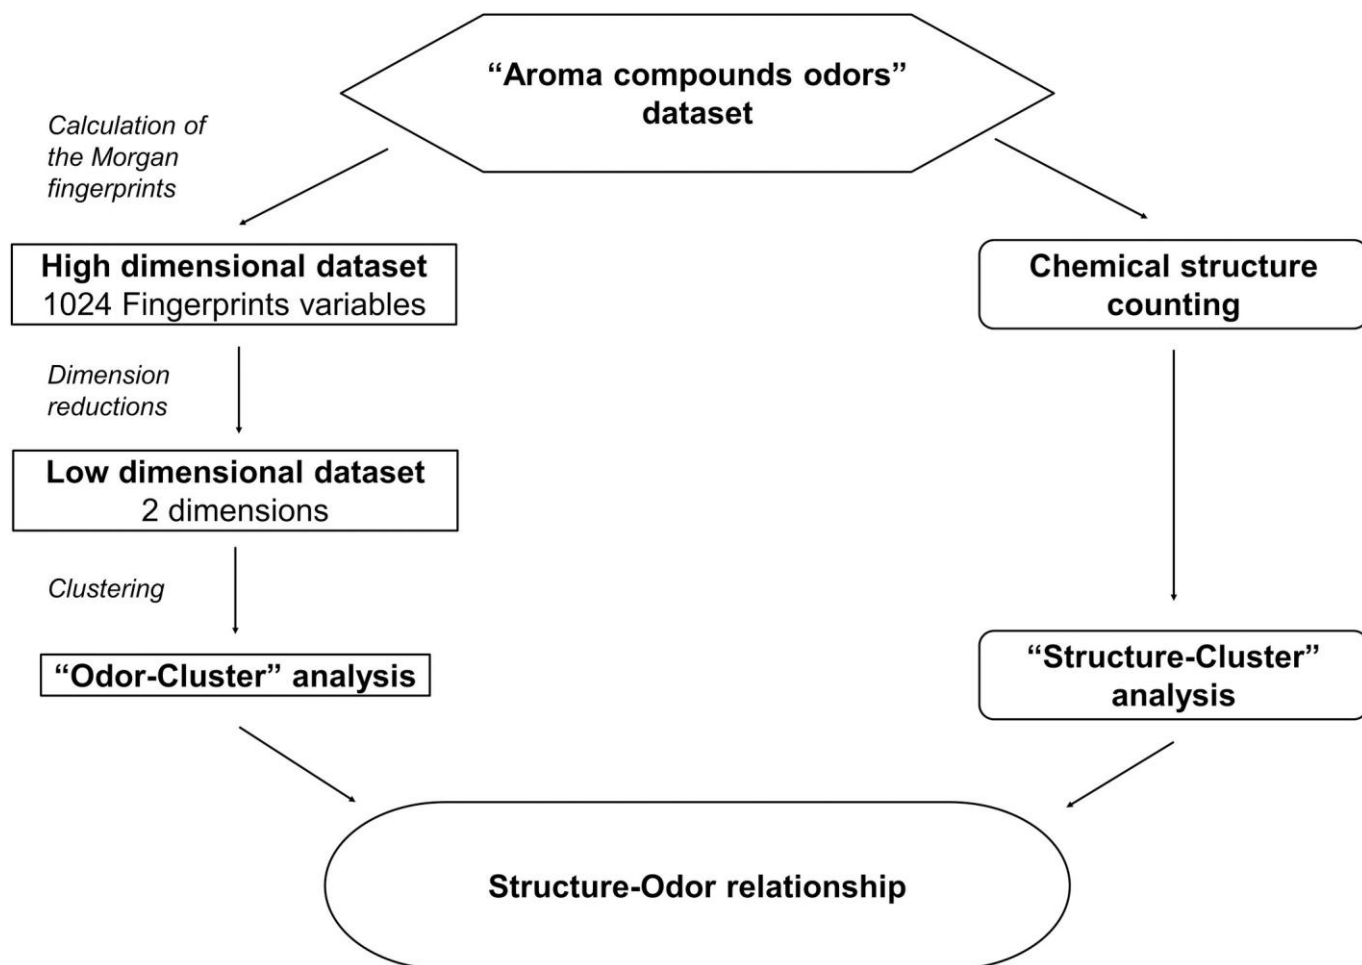 “Aroma compounds odors”
dataset
Calculation of
the Morgan
fingerprints
High dimensional dataset
1024 Fingerprints variables
Chemical structure
counting
Dimension
reductions
Low dimensional dataset
2 dimensions
Clustering
“Odor-Cluster” analysis
“Structure-Cluster”
analysis
Structure-Odor relationship